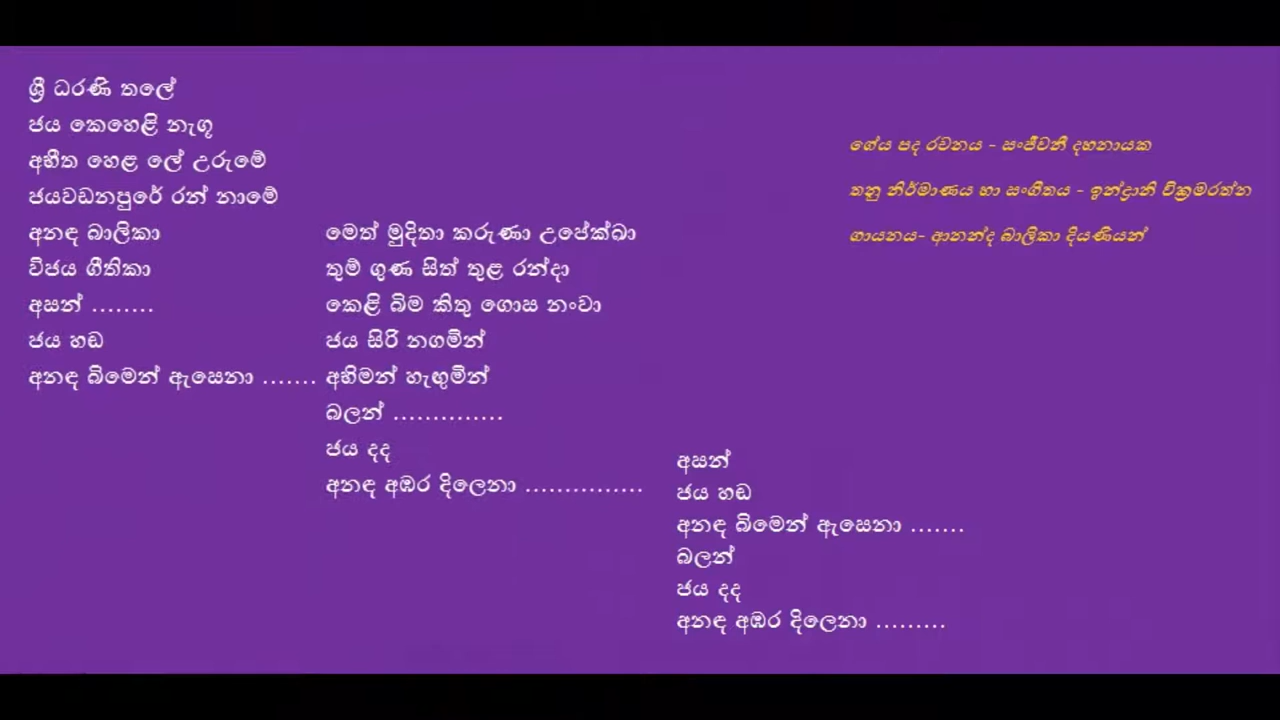 ශ්‍රී ධරණි තලේ
ජය කෙහෙළි නැගූ
අභීත හෙළ ලේ උරුමේ
ජයවඩනපුරේ රන් නාමේ
අනඳ බාලිකා
විජය ගීතිකා
අසන් ........
ජය හඬ
අනඳ බිමෙන් ඇසෙනා .......
මෙත් මුදිතා කරුණා උපේක්ඛා
තුම් ගුණ සිත් තුළ රන්දා
කෙළි බිම කිතු ගොස නංවා
ජය සිරි නගමින්
අභිමන් හැඟුමින්
බලන් ..............
ජය දද
අනඳ අඹර දිලෙනා ...............
අසන්
ජය හඬ
අනඳ බිමෙන් ඇසෙනා .......
බලන්
ජය දද
අනඳ අඹර දිලෙනා .........
ගේය පද රචනය - සංජීවනී දහනායක
තනු නිර්මාණය හා සංගීතය - ඉන්ද්‍රානි වික්‍රමරත්න
ගායනය- ආනන්ද බාලිකා දියණියන්